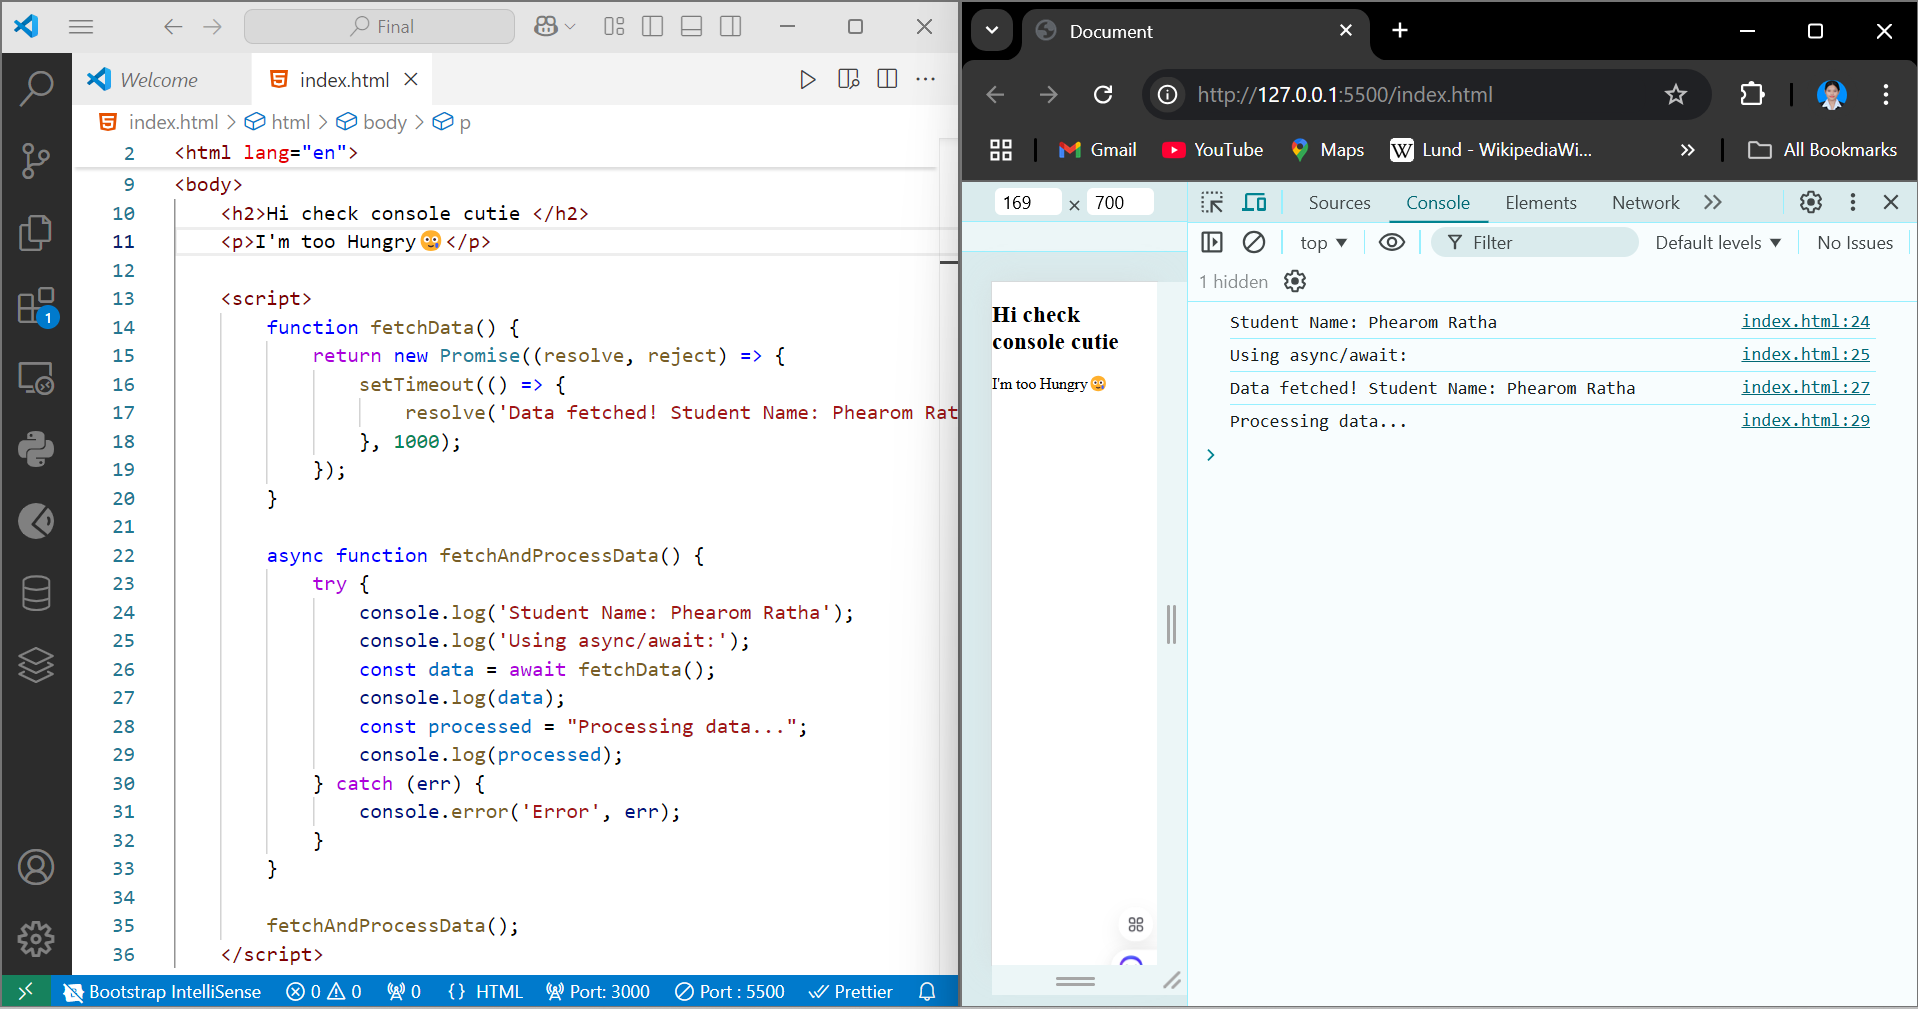 Final
Welcome
index.html
index.html > html > body > p
2 <html lang="en">
9 <body>
10 <h2>Hi check console cutie </h2>
11 <p>I'm too Hungry😋</p>
12
13 <script>
14 function fetchData() {
15 return new Promise((resolve, reject) => {
16 setTimeout(() => {
17 resolve('Data fetched! Student Name: Phearom Rat
18 }, 1000);
19 });
20 }
21
22 async function fetchAndProcessData() {
23 try {
24 console.log('Student Name: Phearom Ratha');
25 console.log('Using async/await:');
26 const data = await fetchData();
27 console.log(data);
28 const processed = "Processing data...";
29 console.log(processed);
30 } catch (err) {
31 console.error('Error', err);
32 }
33 }
34
35 fetchAndProcessData();
36 </script>
1
Bootstrap IntelliSense 0 0 0 {} HTML Port: 3000 Port : 5500 Prettier
Document
http://127.0.0.1:5500/index.html
Gmail YouTube Maps W Lund - WikipediaWi... » All Bookmarks
169 × 700
Sources Console Elements Network
top Filter Default levels No Issues
1 hidden
Hi check
console cutie
I'm too Hungry😋
Student Name: Phearom Ratha index.html:24
Using async/await: index.html:25
Data fetched! Student Name: Phearom Ratha index.html:27
Processing data... index.html:29